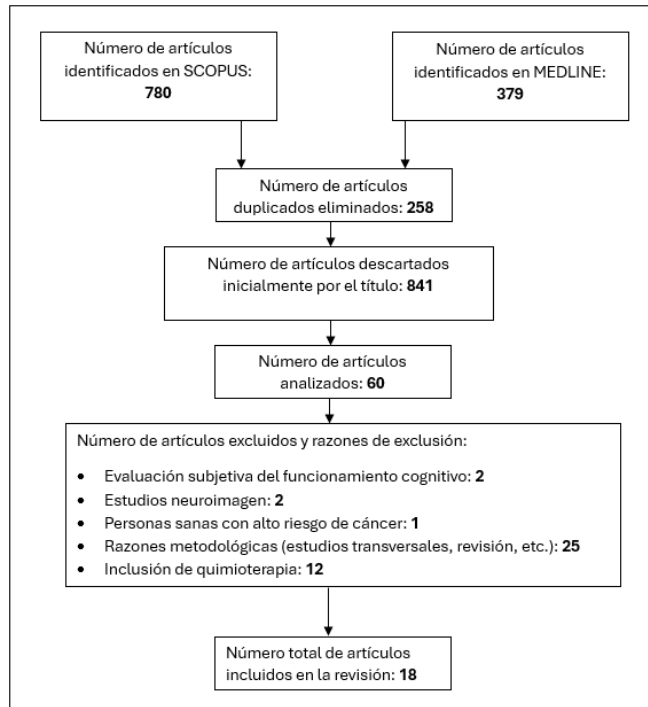 Número de artículos
identificados en SCOPUS:
780
Número de artículos
identificados en MEDLINE:
379
Número de artículos
duplicados eliminados: 258
Número de artículos descartados
inicialmente por el título: 841
Número de artículos
analizados: 60
Número de artículos excluidos y razones de exclusión:
• Evaluación subjetiva del funcionamiento cognitivo: 2
• Estudios neuroimagen: 2
• Personas sanas con alto riesgo de cáncer: 1
• Razones metodológicas (estudios transversales, revisión, etc.): 25
• Inclusión de quimioterapia: 12
Número total de artículos
incluidos en la revisión: 18